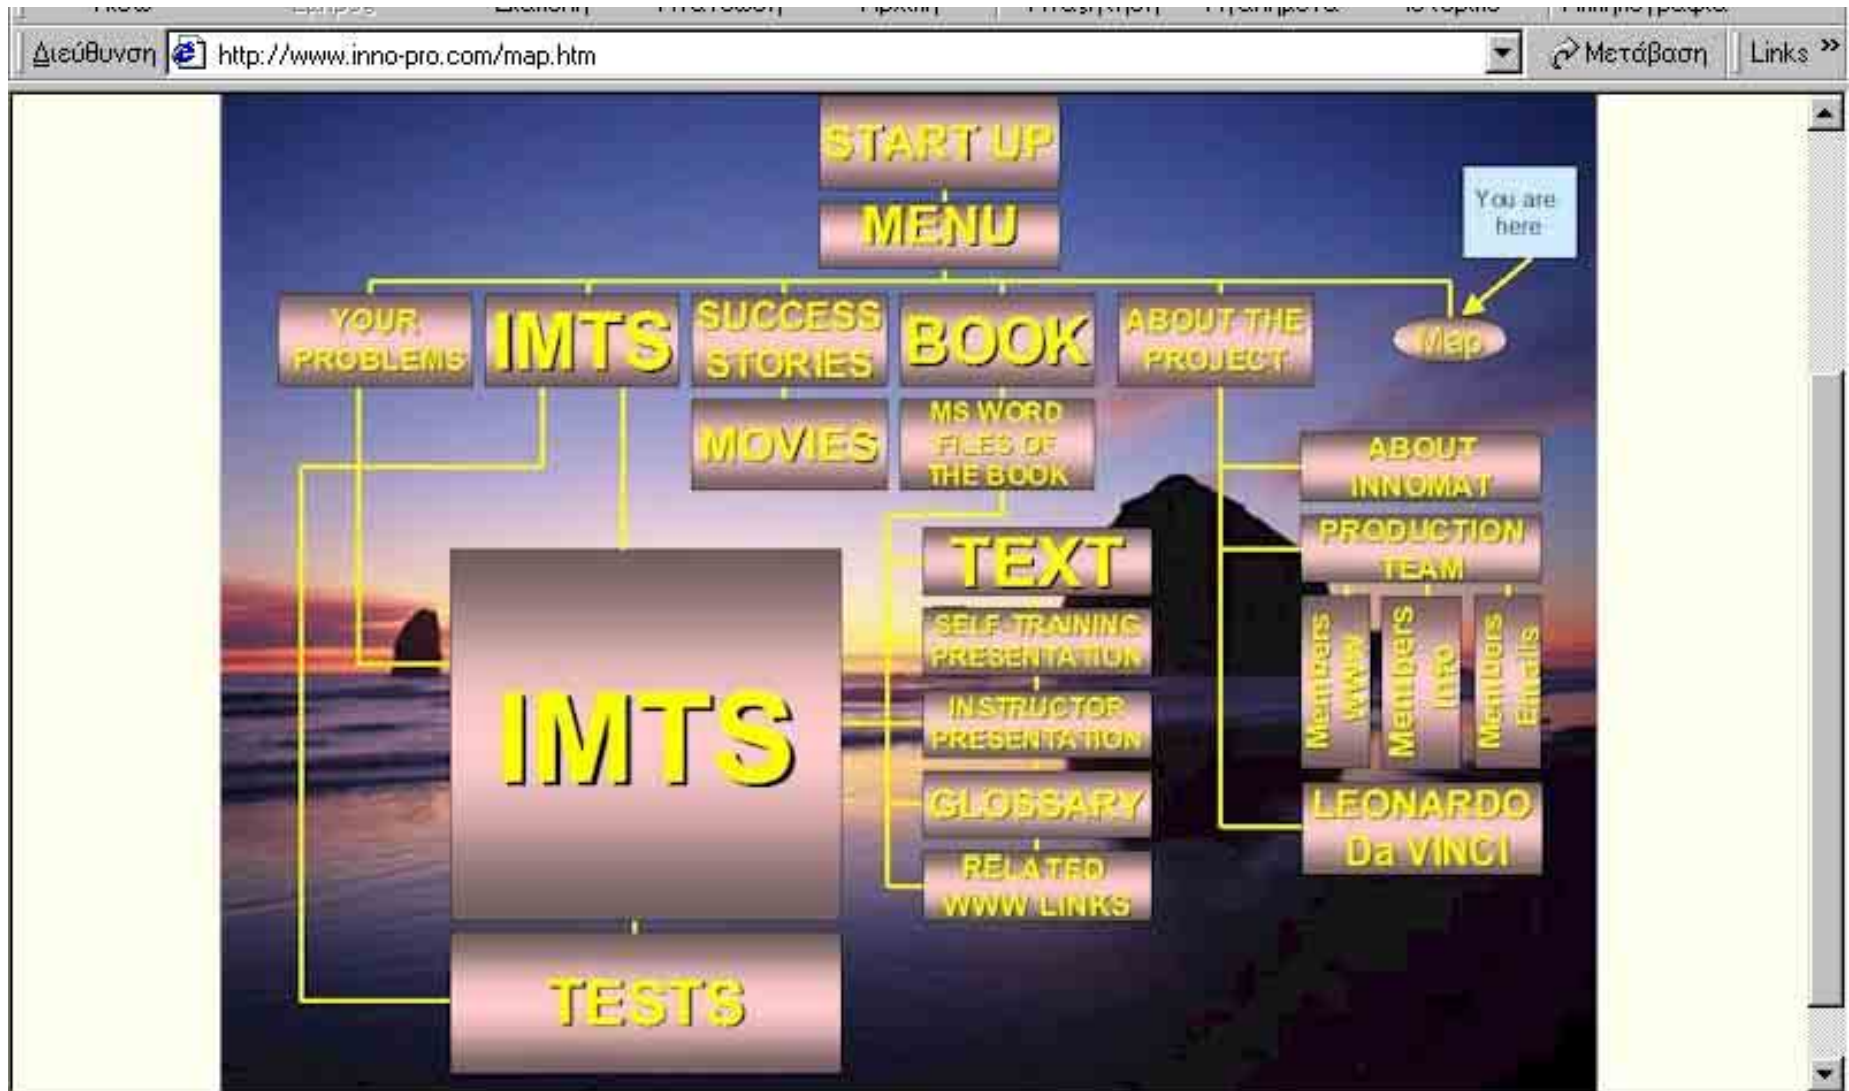 Διεύθυνση http://www.inno-pro.com/map.htm Μετάβαση Links »
START UP
MENU
You are
here
YOUR
PROBLEMS
IMTS
SUCCESS
STORIES
BOOK
ABOUT THE
PROJECT
Map
MOVIES
MS WORD
FILES OF
THE BOOK
ABOUT
INNOMAT
PRODUCTION
TEAM
Members
WWW
Members
Info
Members
Emails
LEONARDO
Da VINCI
TEXT
SELF-TRAINING
PRESENTATION
INSTRUCTOR
PRESENTATION
GLOSSARY
RELATED
WWW LINKS
IMTS
TESTS